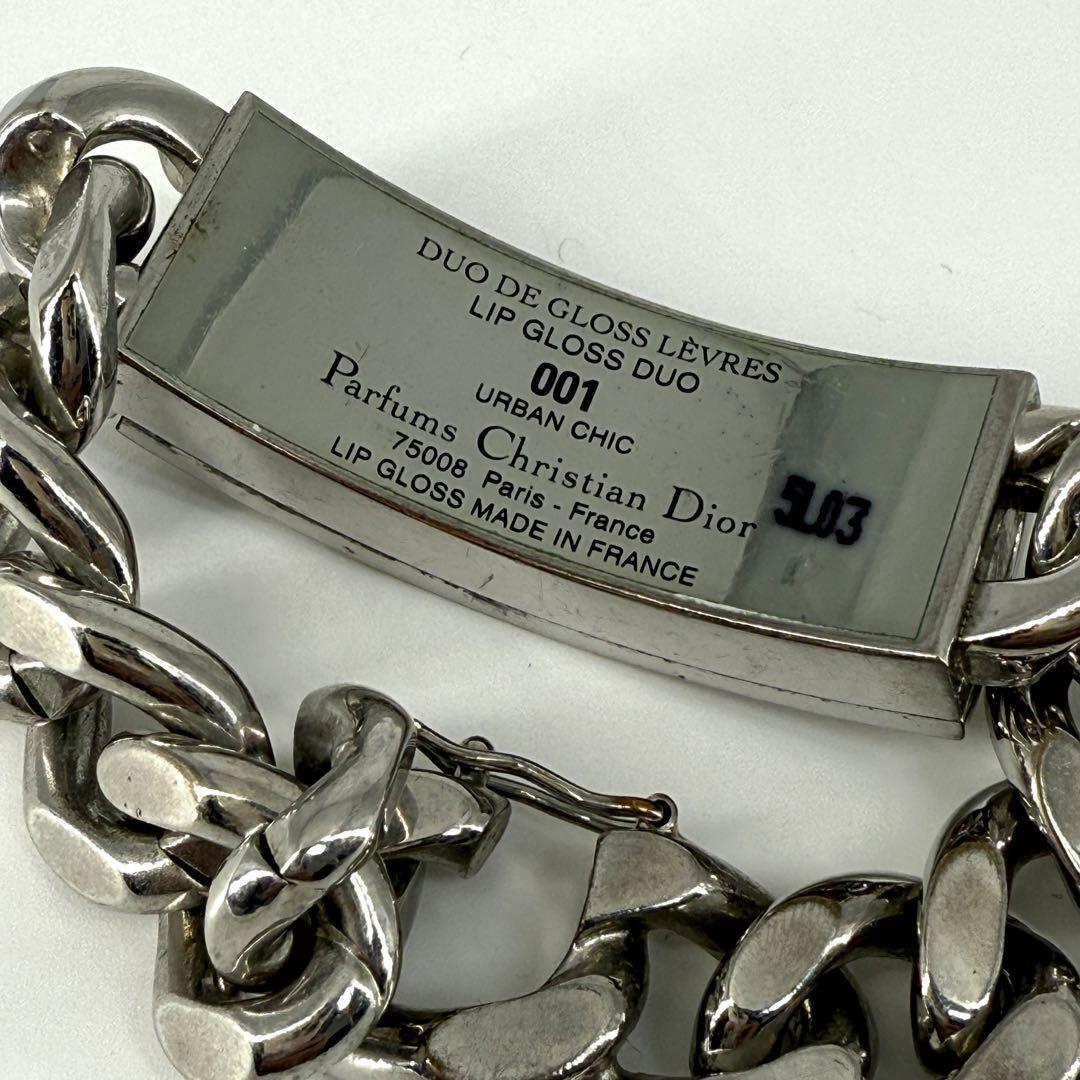 DUO DE GLOSS LÈVRES
LIP GLOSS DUO
001
URBAN CHIC
Parfums Christian Dior
75008 Paris - France
LIP GLOSS MADE IN FRANCE
5L03